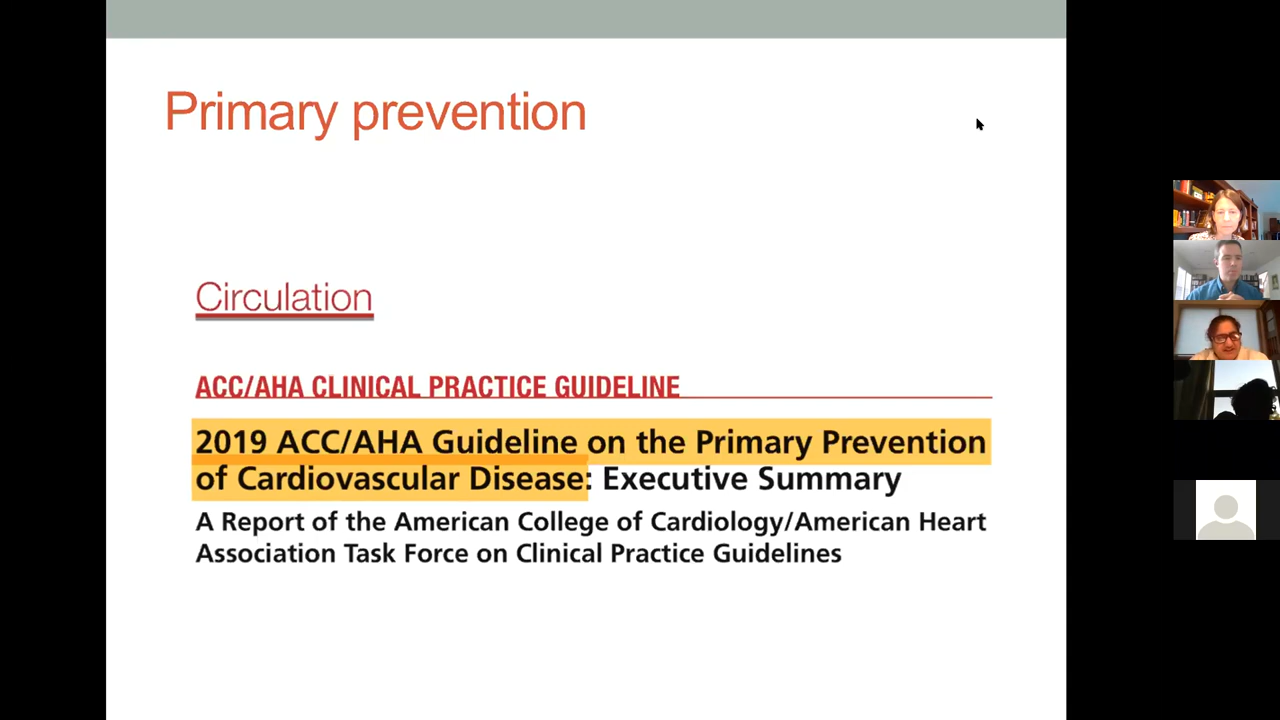 Primary prevention
Circulation
ACC/AHA CLINICAL PRACTICE GUIDELINE
2019 ACC/AHA Guideline on the Primary Prevention
of Cardiovascular Disease: Executive Summary
A Report of the American College of Cardiology/American Heart
Association Task Force on Clinical Practice Guidelines